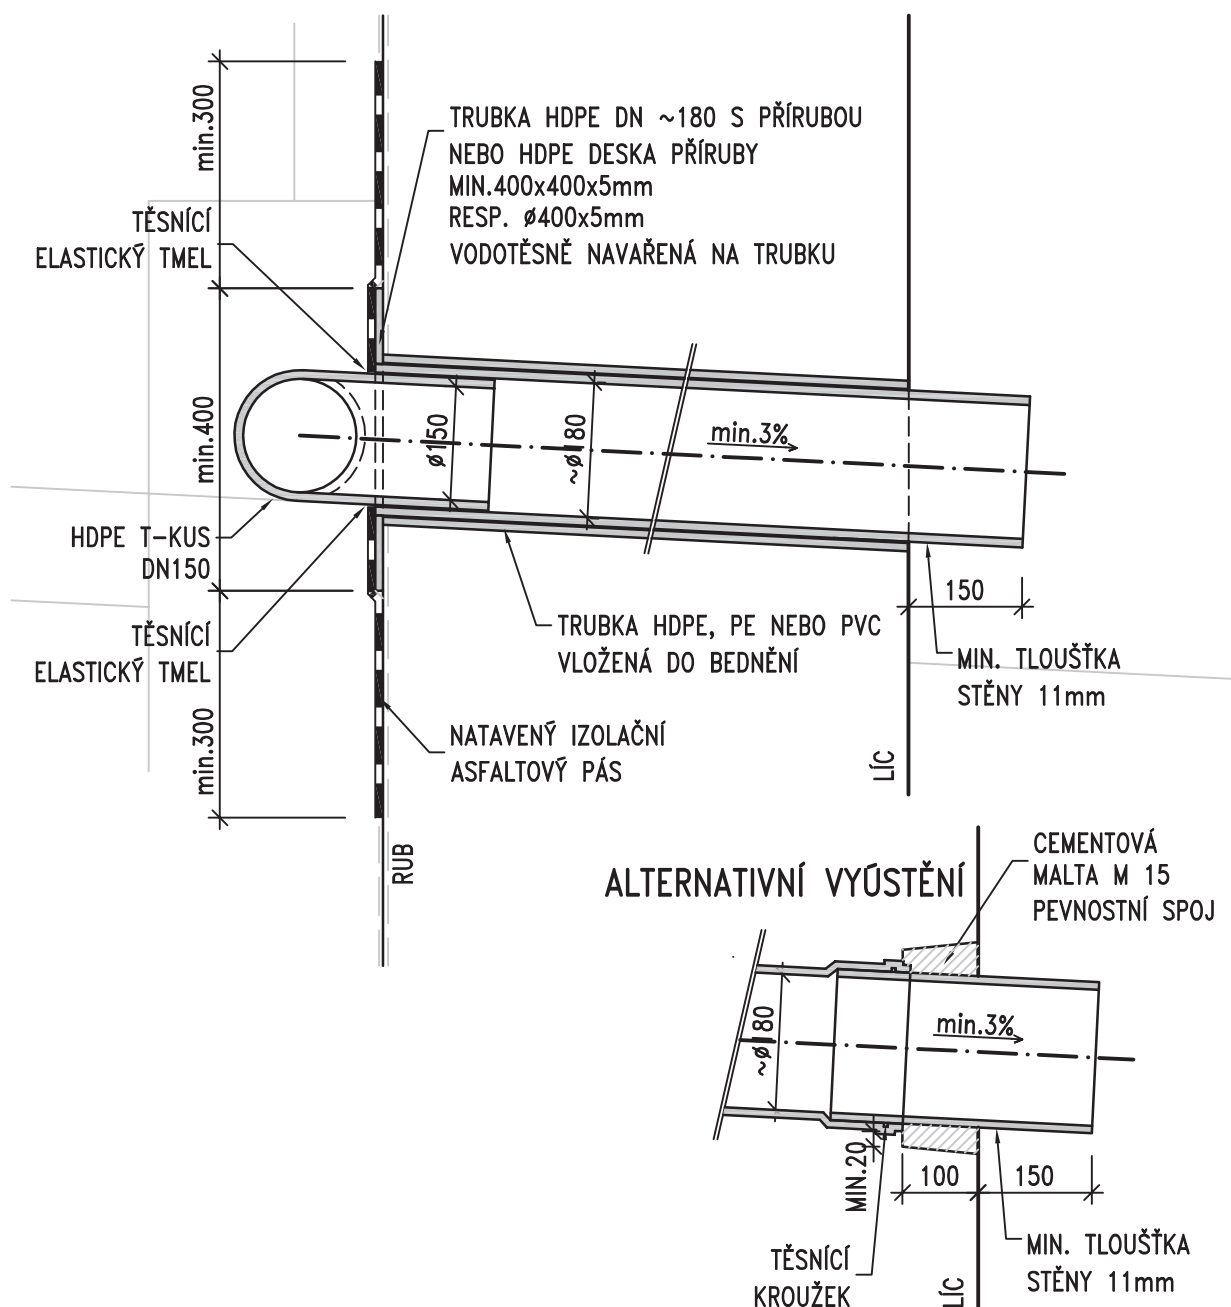 min.300
TRUBKA HDPE DN ~180 S PŘÍRUBOU
NEBO HDPE DESKA PŘÍRUBY
MIN.400x400x5mm
RESP. ø400x5mm
VODOTĚSNĚ NAVAŘENÁ NA TRUBKU
TĚSNÍCÍ
ELASTICKÝ TMEL
min.400
ø150
~ø180
min.3%
HDPE T-KUS
DN150
150
TĚSNÍCÍ
ELASTICKÝ TMEL
TRUBKA HDPE, PE NEBO PVC
VLOŽENÁ DO BEDNĚNÍ
MIN. TLOUŠŤKA
STĚNY 11mm
min.300
NATAVENÝ IZOLAČNÍ
ASFALTOVÝ PÁS
LÍC
RUB
ALTERNATIVNÍ VYÚSTĚNÍ
CEMENTOVÁ
MALTA M 15
PEVNOSTNÍ SPOJ
~ø180
min.3%
MIN.20
100
150
TĚSNÍCÍ
KROUŽEK
LÍC
MIN. TLOUŠŤKA
STĚNY 11mm